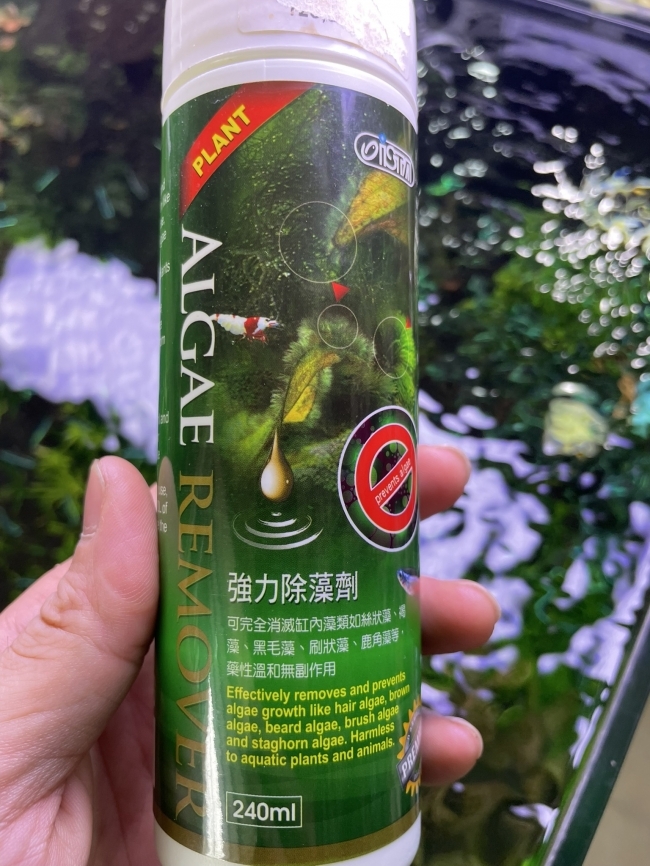 PLANT
ISTA
ALGAE REMOVER
prevents algae
強力除藻劑
可完全消滅缸內藻類如絲狀藻、褐
藻、黑毛藻、刷狀藻、鹿角藻等，
藥性溫和無副作用
Effectively removes and prevents
algae growth like hair algae, brown
algae, beard algae, brush algae
and staghorn algae. Harmless
to aquatic plants and animals.
240ml